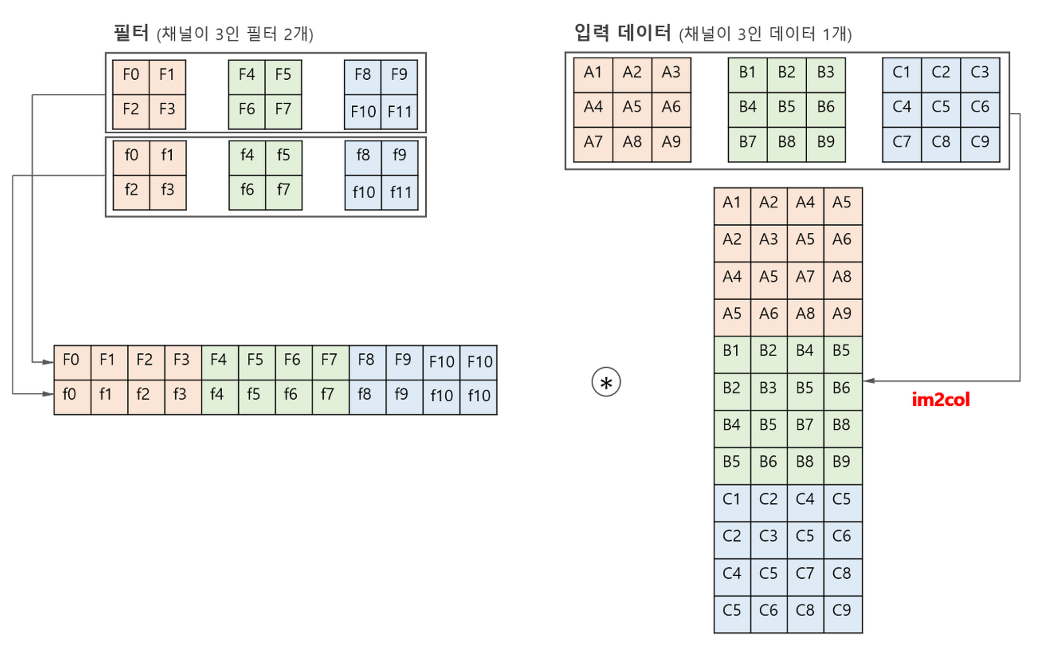 필터 (채널이 3인 필터 2개)
F0 F1 F4 F5 F8 F9
F2 F3 F6 F7 F10 F11
f0 f1 f4 f5 f8 f9
f2 f3 f6 f7 f10 f11
F0 F1 F2 F3 F4 F5 F6 F7 F8 F9 F10 F10
f0 f1 f2 f3 f4 f5 f6 f7 f8 f9 f10 f10
*
입력 데이터 (채널이 3인 데이터 1개)
A1 A2 A3 B1 B2 B3 C1 C2 C3
A4 A5 A6 B4 B5 B6 C4 C5 C6
A7 A8 A9 B7 B8 B9 C7 C8 C9
A1 A2 A4 A5
A2 A3 A5 A6
A4 A5 A7 A8
A5 A6 A8 A9
B1 B2 B4 B5
B2 B3 B5 B6
B4 B5 B7 B8
B5 B6 B8 B9
C1 C2 C4 C5
C2 C3 C5 C6
C4 C5 C7 C8
C5 C6 C8 C9
im2col